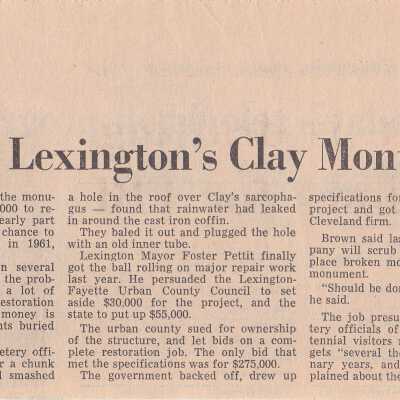 Lexington's Clay
the monu-
000 to re-
early part
chance to
in 1961,
n several
the prob-
a lot of
estoration
money is
nts buried
etery offi-
r a chunk
smashed
a hole in the roof over Clay's sarcopha-
gus — found that rainwater had leaked
in around the cast iron coffin.
They baled it out and plugged the hole
with an old inner tube.
Lexington Mayor Foster Pettit finally
got the ball rolling on major repair work
last year. He persuaded the Lexington-
Fayette Urban County Council to set
aside $30,000 for the project, and the
state to put up $55,000.
The urban county sued for ownership
of the structure, and let bids on a com-
plete restoration job. The only bid that
met the specifications was for $275,000.
The government backed off, drew up
specifications for
project and got
Cleveland firm.
Brown said las
pany will scrub
place broken mo
monument.
"Should be don
he said.
The job presu
tery officials of
tennial visitors
gets "several the
nary years, and
plained about the